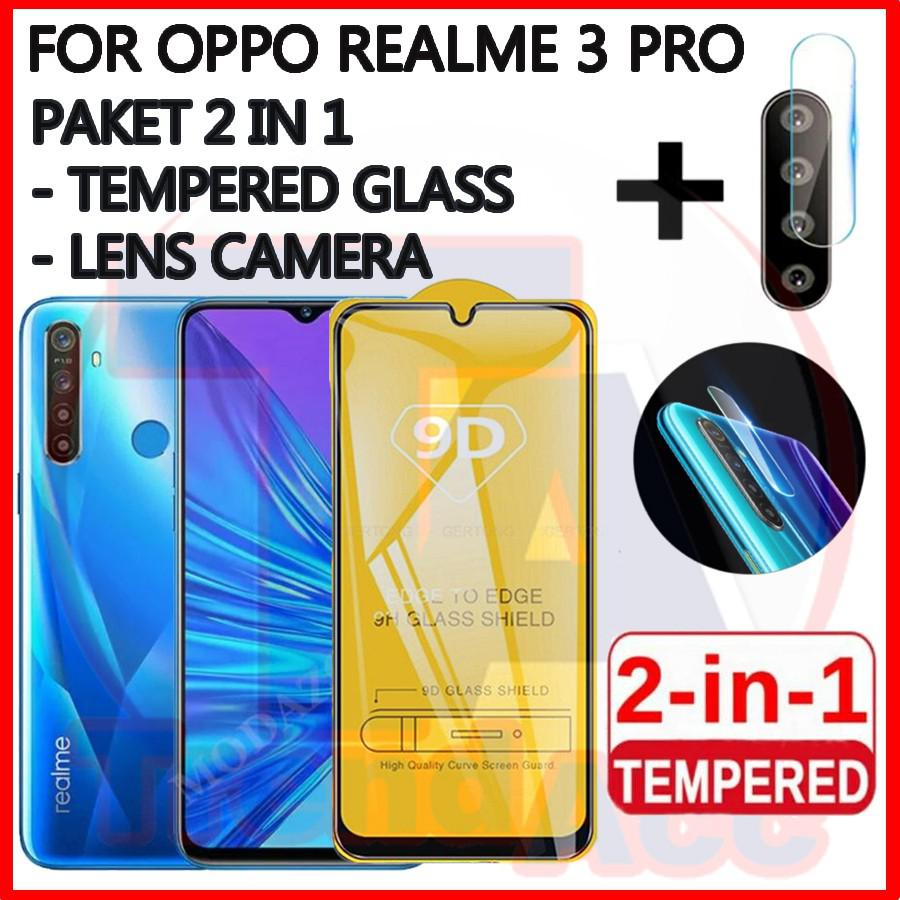 FOR OPPO REALME 3 PRO
PAKET 2 IN 1
- TEMPERED GLASS
- LENS CAMERA
9D
EDGE TO EDGE
9H GLASS SHIELD
9D GLASS SHIELD
High Quality Curve Screen Guard.
realme
MODAZ
2-in-1
TEMPERED